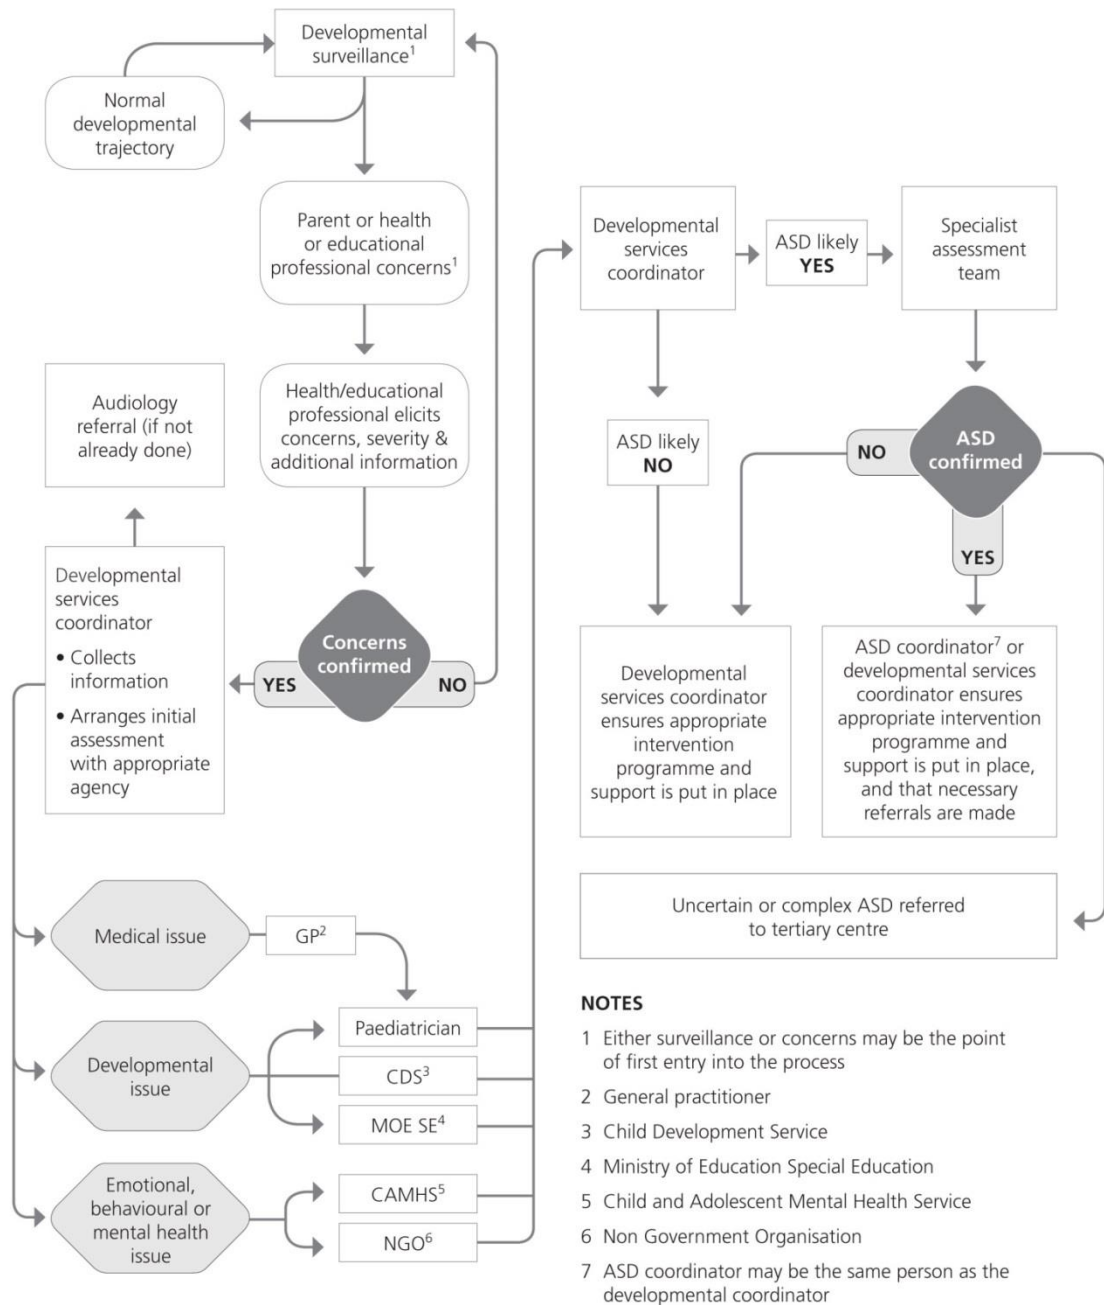 Developmental
surveillance1
Normal
developmental
trajectory
Parent or health
or educational
professional concerns1
Health/educational
professional elicits
concerns, severity &
additional information
Audiology
referral (if not
already done)
Concerns
confirmed
YES
NO
Developmental
services
coordinator
• Collects
information
• Arranges initial
assessment
with appropriate
agency
Medical issue
GP2
Developmental
issue
Paediatrician
CDS3
MOE SE4
Emotional,
behavioural or
mental health
issue
CAMHS5
NGO6
Developmental
services
coordinator
ASD likely
YES
Specialist
assessment
team
ASD likely
NO
ASD
confirmed
NO
YES
Developmental
services coordinator
ensures appropriate
intervention
programme and
support is put in place
ASD coordinator7 or
developmental services
coordinator ensures
appropriate intervention
programme and
support is put in place,
and that necessary
referrals are made
Uncertain or complex ASD referred
to tertiary centre
NOTES
1 Either surveillance or concerns may be the point
of first entry into the process
2 General practitioner
3 Child Development Service
4 Ministry of Education Special Education
5 Child and Adolescent Mental Health Service
6 Non Government Organisation
7 ASD coordinator may be the same person as the
developmental coordinator